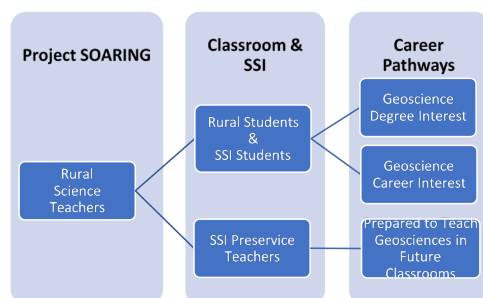 Project SOARING
Rural
Science
Teachers
Classroom &
SSI
Rural Students
&
SSI Students
SSI Preservice
Teachers
Career
Pathways
Geoscience
Degree Interest
Geoscience
Career Interest
Prepared to Teach
Geosciences in
Future
Classrooms